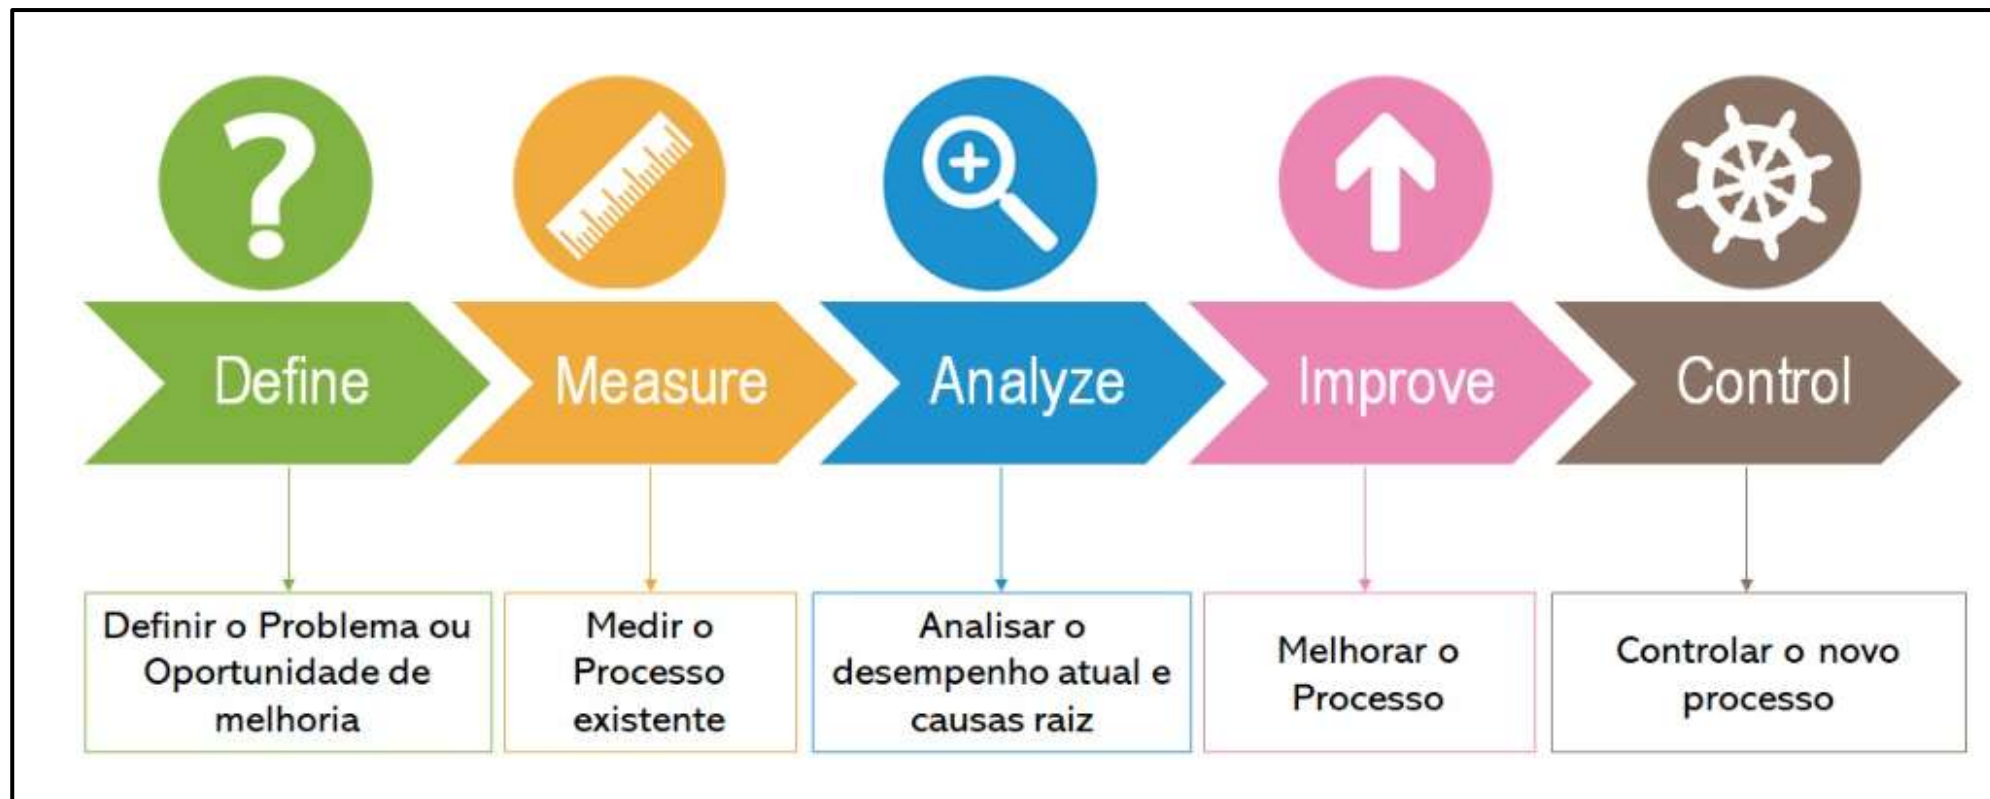 Define
Measure
Analyze
Improve
Control
Definir o Problema ou
Oportunidade de
melhoria
Medir o
Processo
existente
Analisar o
desempenho atual e
causas raiz
Melhorar o
Processo
Controlar o novo
processo